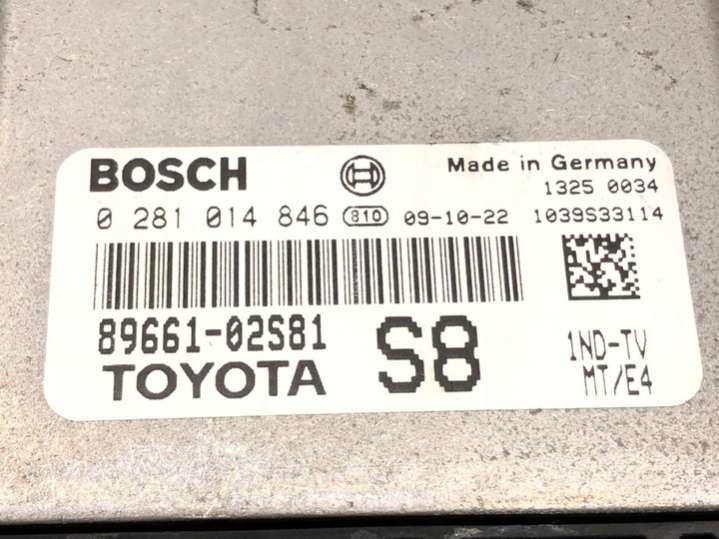 BOSCH Made in Germany
1325 0034
0 281 014 846 810 09-10-22 1039S33114
89661-02S81 S8 1ND-TV
TOYOTA MT/E4